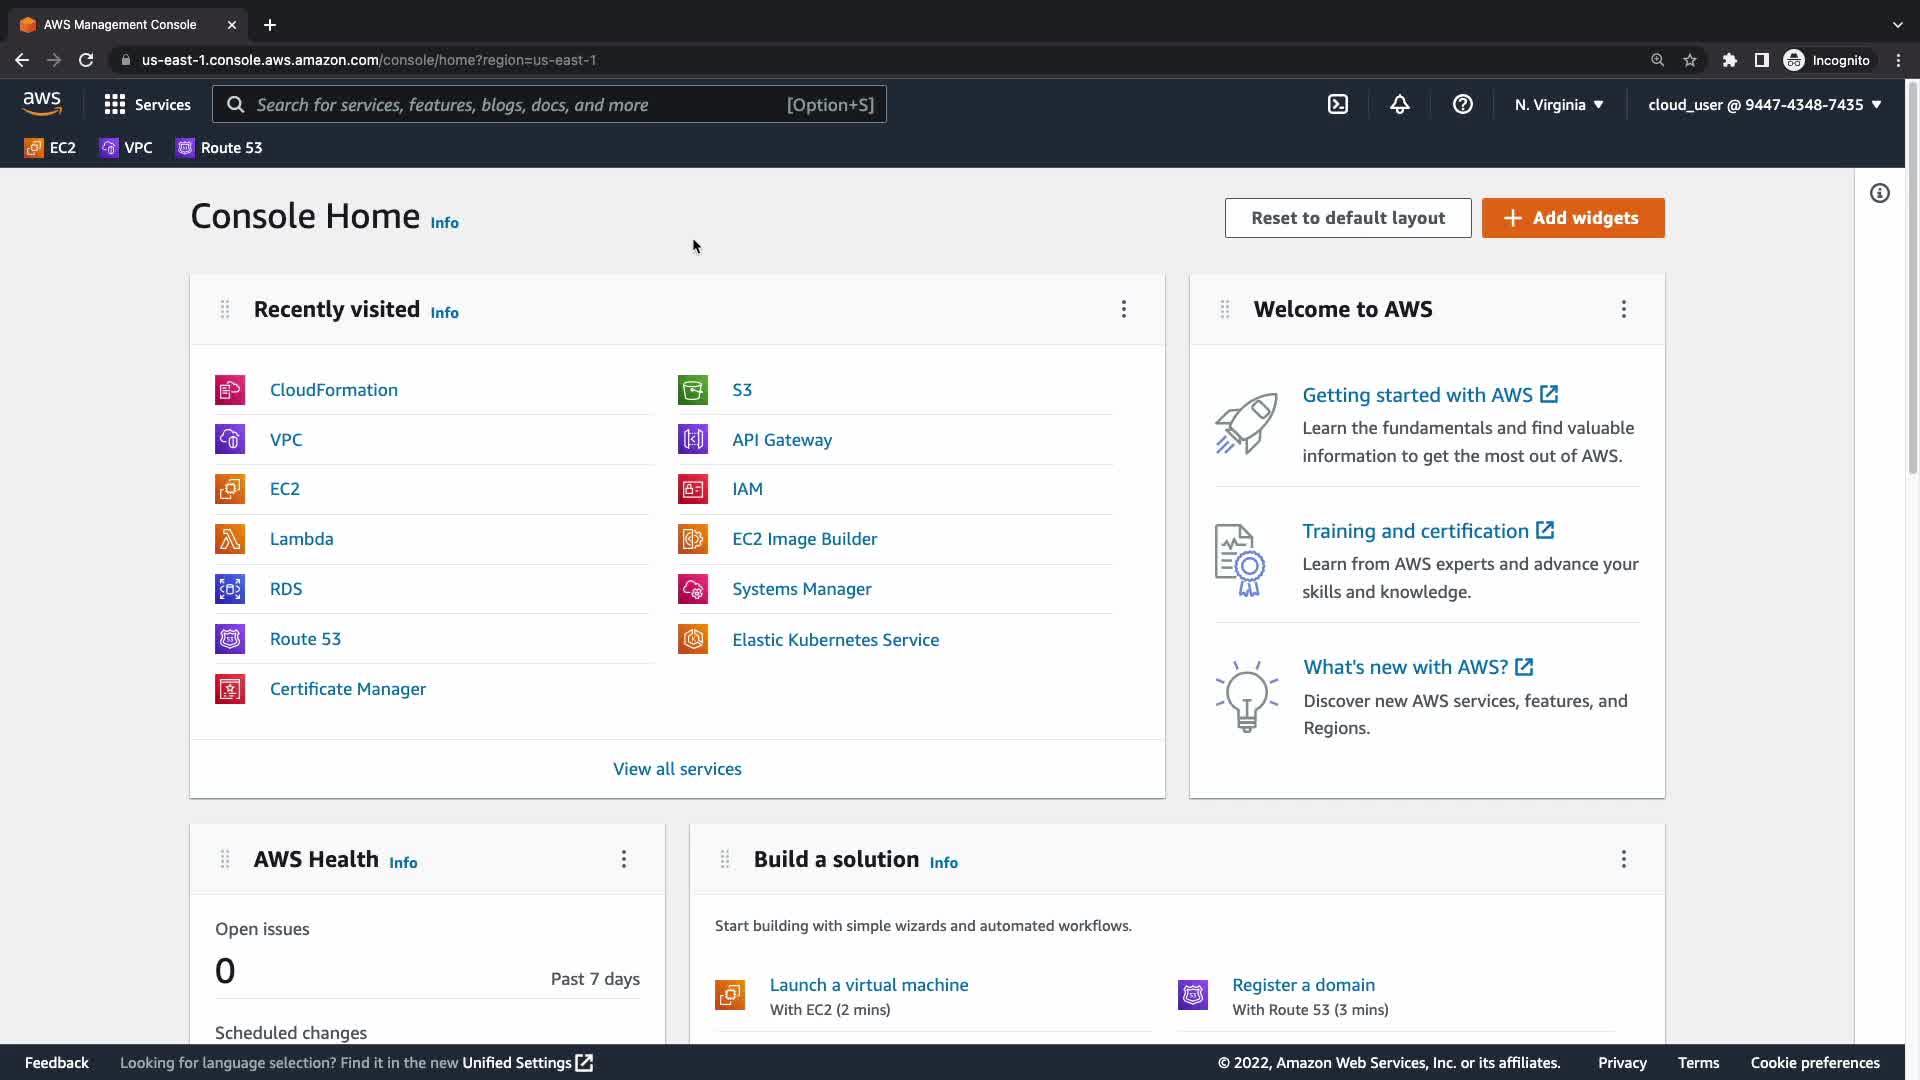 AWS Management Console
us-east-1.console.aws.amazon.com/console/home?region=us-east-1
Incognito
aws
Services
Search for services, features, blogs, docs, and more
[Option+S]
N. Virginia
cloud_user @ 9447-4348-7435
EC2
VPC
Route 53
Console Home Info
Reset to default layout
Add widgets
Recently visited Info
CloudFormation
VPC
EC2
Lambda
RDS
Route 53
Certificate Manager
S3
API Gateway
IAM
EC2 Image Builder
Systems Manager
Elastic Kubernetes Service
View all services
Welcome to AWS
Getting started with AWS
Learn the fundamentals and find valuable
information to get the most out of AWS.
Training and certification
Learn from AWS experts and advance your
skills and knowledge.
What's new with AWS?
Discover new AWS services, features, and
Regions.
AWS Health Info
Open issues
0
Past 7 days
Scheduled changes
Build a solution Info
Start building with simple wizards and automated workflows.
Launch a virtual machine
With EC2 (2 mins)
Register a domain
With Route 53 (3 mins)
Feedback
Looking for language selection? Find it in the new Unified Settings
© 2022, Amazon Web Services, Inc. or its affiliates.
Privacy
Terms
Cookie preferences